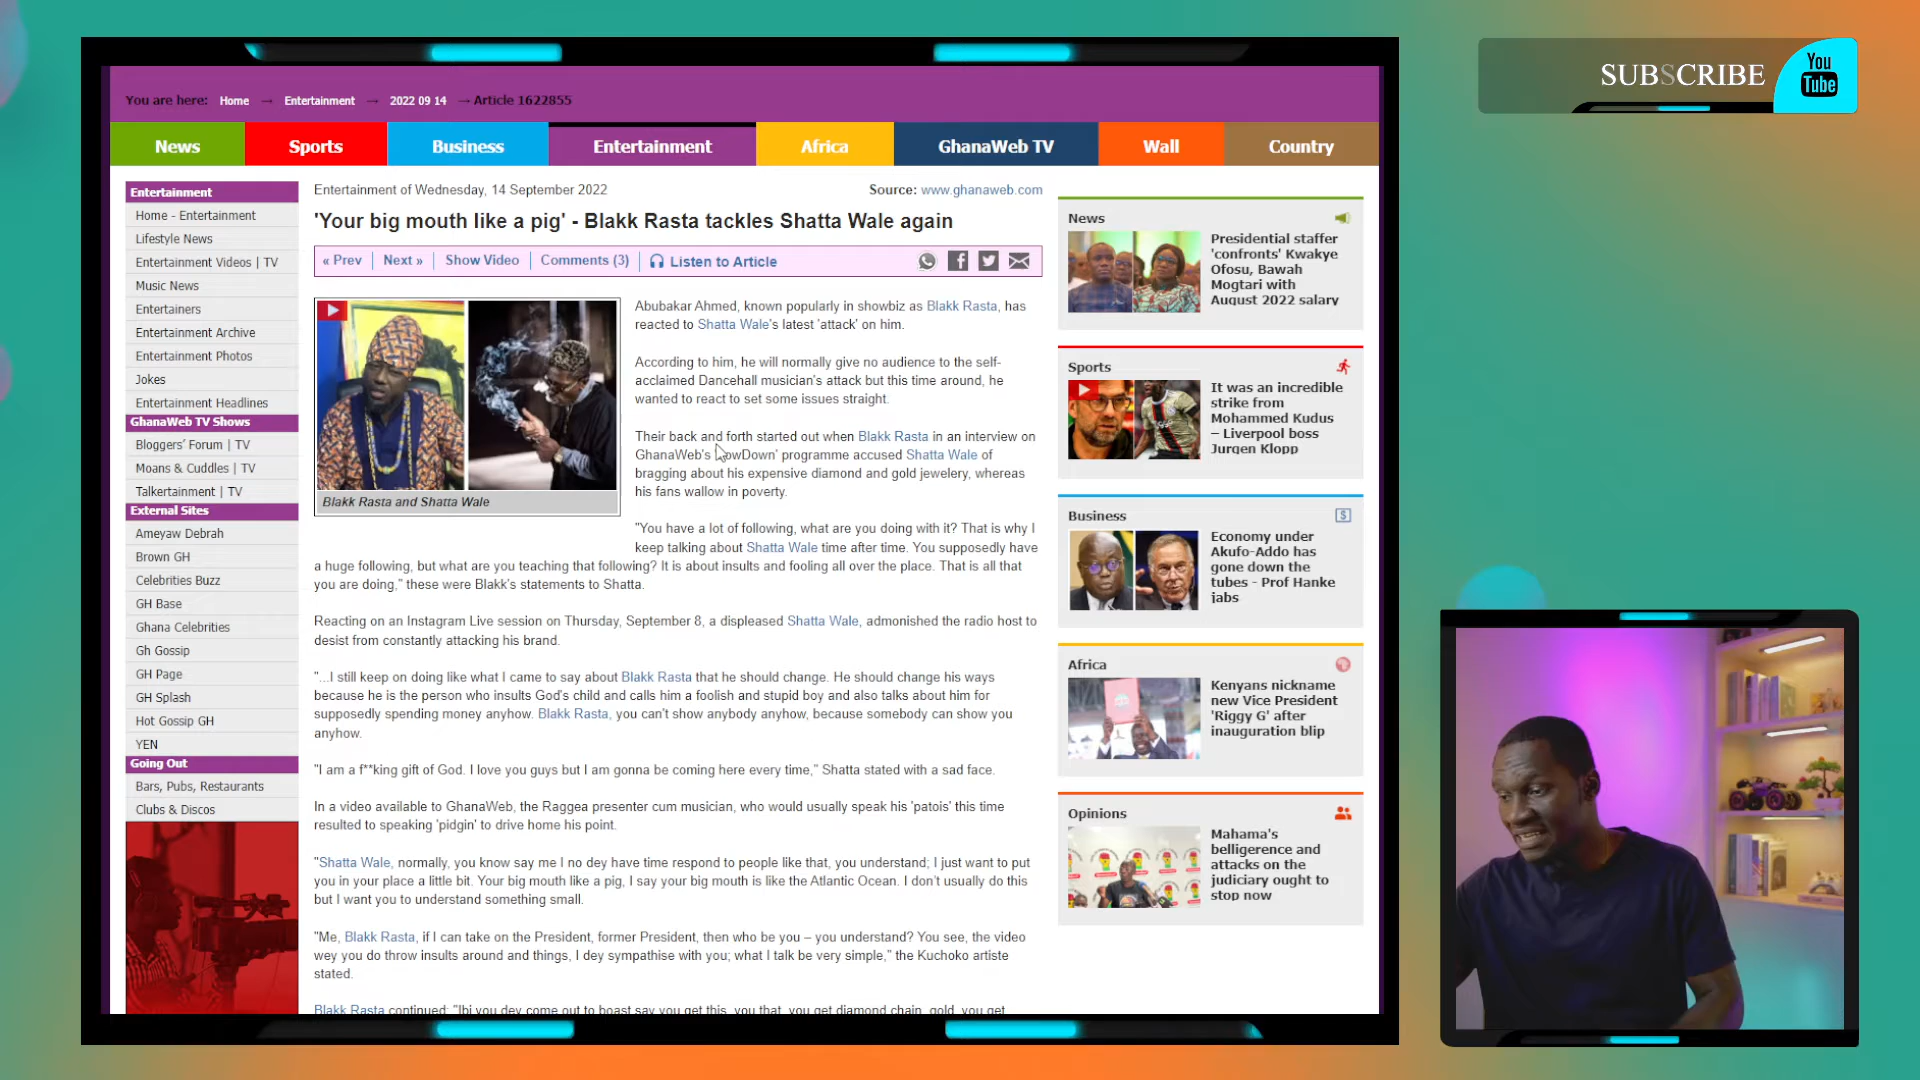 SUBSCRIBE
You
Tube
You are here: Home → Entertainment → 2022 09 14 → Article 1622855
News
Sports
Business
Entertainment
Africa
GhanaWeb TV
Wall
Country
Entertainment
Home - Entertainment
Lifestyle News
Entertainment Videos | TV
Music News
Entertainers
Entertainment Archive
Entertainment Photos
Jokes
Entertainment Headlines
GhanaWeb TV Shows
Bloggers' Forum | TV
Moans & Cuddles | TV
Talkertainment | TV
External Sites
Ameyaw Debrah
Brown GH
Celebrities Buzz
GH Base
Ghana Celebrities
Gh Gossip
GH Page
GH Splash
Hot Gossip GH
YEN
Going Out
Bars, Pubs, Restaurants
Clubs & Discos
Entertainment of Wednesday, 14 September 2022
Source: www.ghanaweb.com
'Your big mouth like a pig' - Blakk Rasta tackles Shatta Wale again
« Prev
Next »
Show Video
Comments (3)
Listen to Article
Blakk Rasta and Shatta Wale
Abubakar Ahmed, known popularly in showbiz as Blakk Rasta, has
reacted to Shatta Wale's latest 'attack' on him.
According to him, he will normally give no audience to the self-
acclaimed Dancehall musician's attack but this time around, he
wanted to react to set some issues straight.
Their back and forth started out when Blakk Rasta in an interview on
GhanaWeb's owDown' programme accused Shatta Wale of
bragging about his expensive diamond and gold jewelery, whereas
his fans wallow in poverty.
"You have a lot of following, what are you doing with it? That is why I
keep talking about Shatta Wale time after time. You supposedly have
a huge following, but what are you teaching that following? It is about insults and fooling all over the place. That is all that
you are doing," these were Blakk's statements to Shatta.
Reacting on an Instagram Live session on Thursday, September 8, a displeased Shatta Wale, admonished the radio host to
desist from constantly attacking his brand.
"...I still keep on doing like what I came to say about Blakk Rasta that he should change. He should change his ways
because he is the person who insults God's child and calls him a foolish and stupid boy and also talks about him for
supposedly spending money anyhow. Blakk Rasta, you can't show anybody anyhow, because somebody can show you
anyhow.
"I am a f**king gift of God. I love you guys but I am gonna be coming here every time," Shatta stated with a sad face.
In a video available to GhanaWeb, the Raggea presenter cum musician, who would usually speak his 'patois' this time
resulted to speaking 'pidgin' to drive home his point.
"Shatta Wale, normally, you know say me I no dey have time respond to people like that, you understand; I just want to put
you in your place a little bit. Your big mouth like a pig, I say your big mouth is like the Atlantic Ocean. I don't usually do this
but I want you to understand something small.
"Me, Blakk Rasta, if I can take on the President, former President, then who be you – you understand? You see, the video
wey you do throw insults around and things, I dey sympathise with you; what I talk be very simple," the Kuchoko artiste
stated.
Blakk Rasta continued: "Ibi you dey come out to boast say you get this, you that, you get diamond chain, gold, you get
News
Presidential staffer
'confronts' Kwakye
Ofosu, Bawah
Mogtari with
August 2022 salary
Sports
It was an incredible
strike from
Mohammed Kudus
– Liverpool boss
Jurgen Klopp
Business
Economy under
Akufo-Addo has
gone down the
tubes - Prof Hanke
jabs
Africa
Kenyans nickname
new Vice President
'Riggy G' after
inauguration blip
Opinions
Mahama's
belligerence and
attacks on the
judiciary ought to
stop now